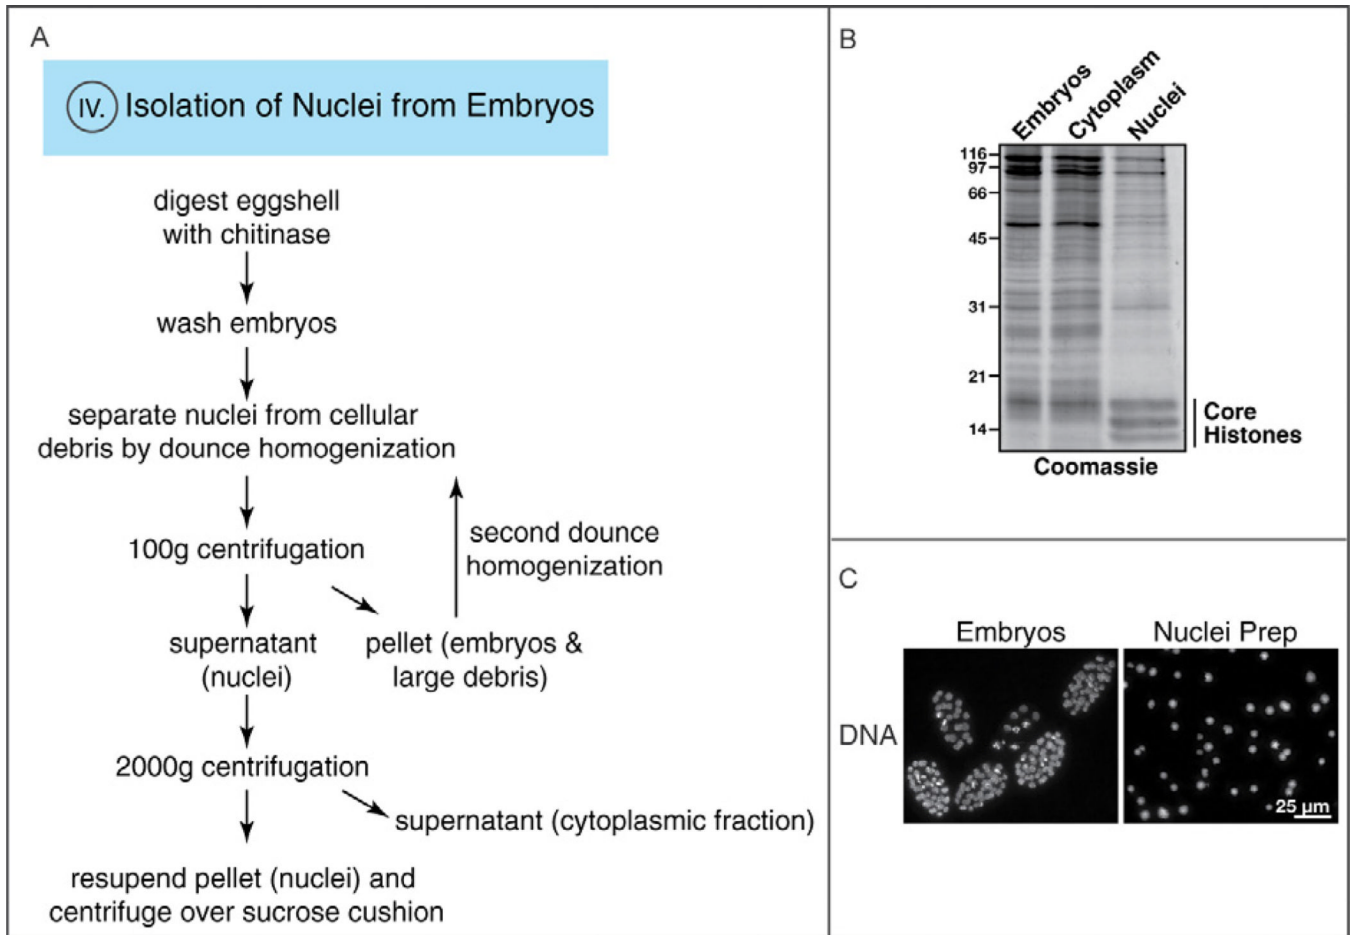 A
IV. Isolation of Nuclei from Embryos
digest eggshell
with chitinase
wash embryos
separate nuclei from cellular
debris by dounce homogenization
100g centrifugation
second dounce
homogenization
supernatant
(nuclei)
pellet (embryos &
large debris)
2000g centrifugation
supernatant (cytoplasmic fraction)
resupend pellet (nuclei) and
centrifuge over sucrose cushion
B
Embryos
Cytoplasm
Nuclei
116
97
66
45
31
21
14
Core
Histones
Coomassie
C
Embryos
Nuclei Prep
DNA
25 µm